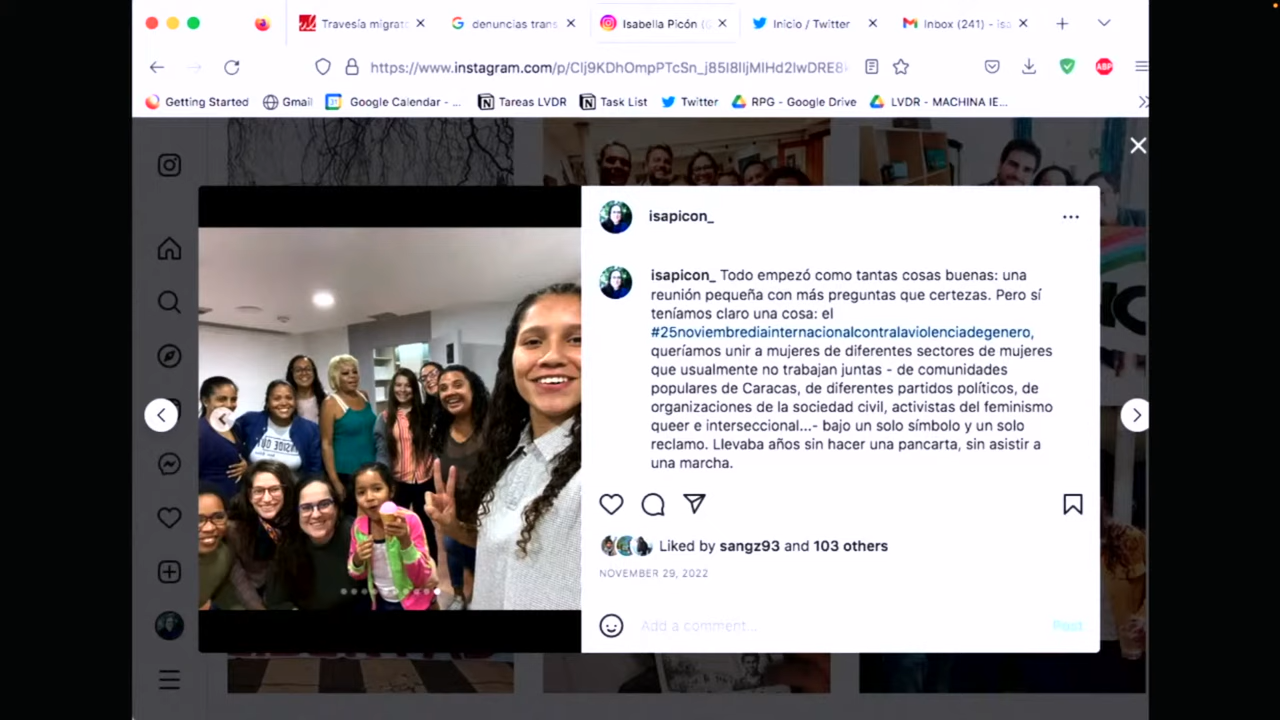 Travesía migrat
denuncias trans
Isabella Picón (
Inicio / Twitter
Inbox (241) - isa
https://www.instagram.com/p/
Getting Started
Gmail
Google Calendar - ...
Tareas LVDR
Task List
Twitter
RPG - Google Drive
LVDR - MACHINA IE...
ABP
isapicon_
isapicon_ Todo empezó como tantas cosas buenas: una
reunión pequeña con más preguntas que certezas. Pero sí
teníamos claro una cosa: el
#25noviembrediainternacionalcontralaviolenciadegenero,
queríamos unir a mujeres de diferentes sectores de mujeres
que usualmente no trabajan juntas - de comunidades
populares de Caracas, de diferentes partidos políticos, de
organizaciones de la sociedad civil, activistas del feminismo
queer e interseccional...- bajo un solo símbolo y un solo
reclamo. Llevaba años sin hacer una pancarta, sin asistir a
una marcha.
Liked by sangz93 and 103 others
NOVEMBER 29, 2022
Add a comment...
Post